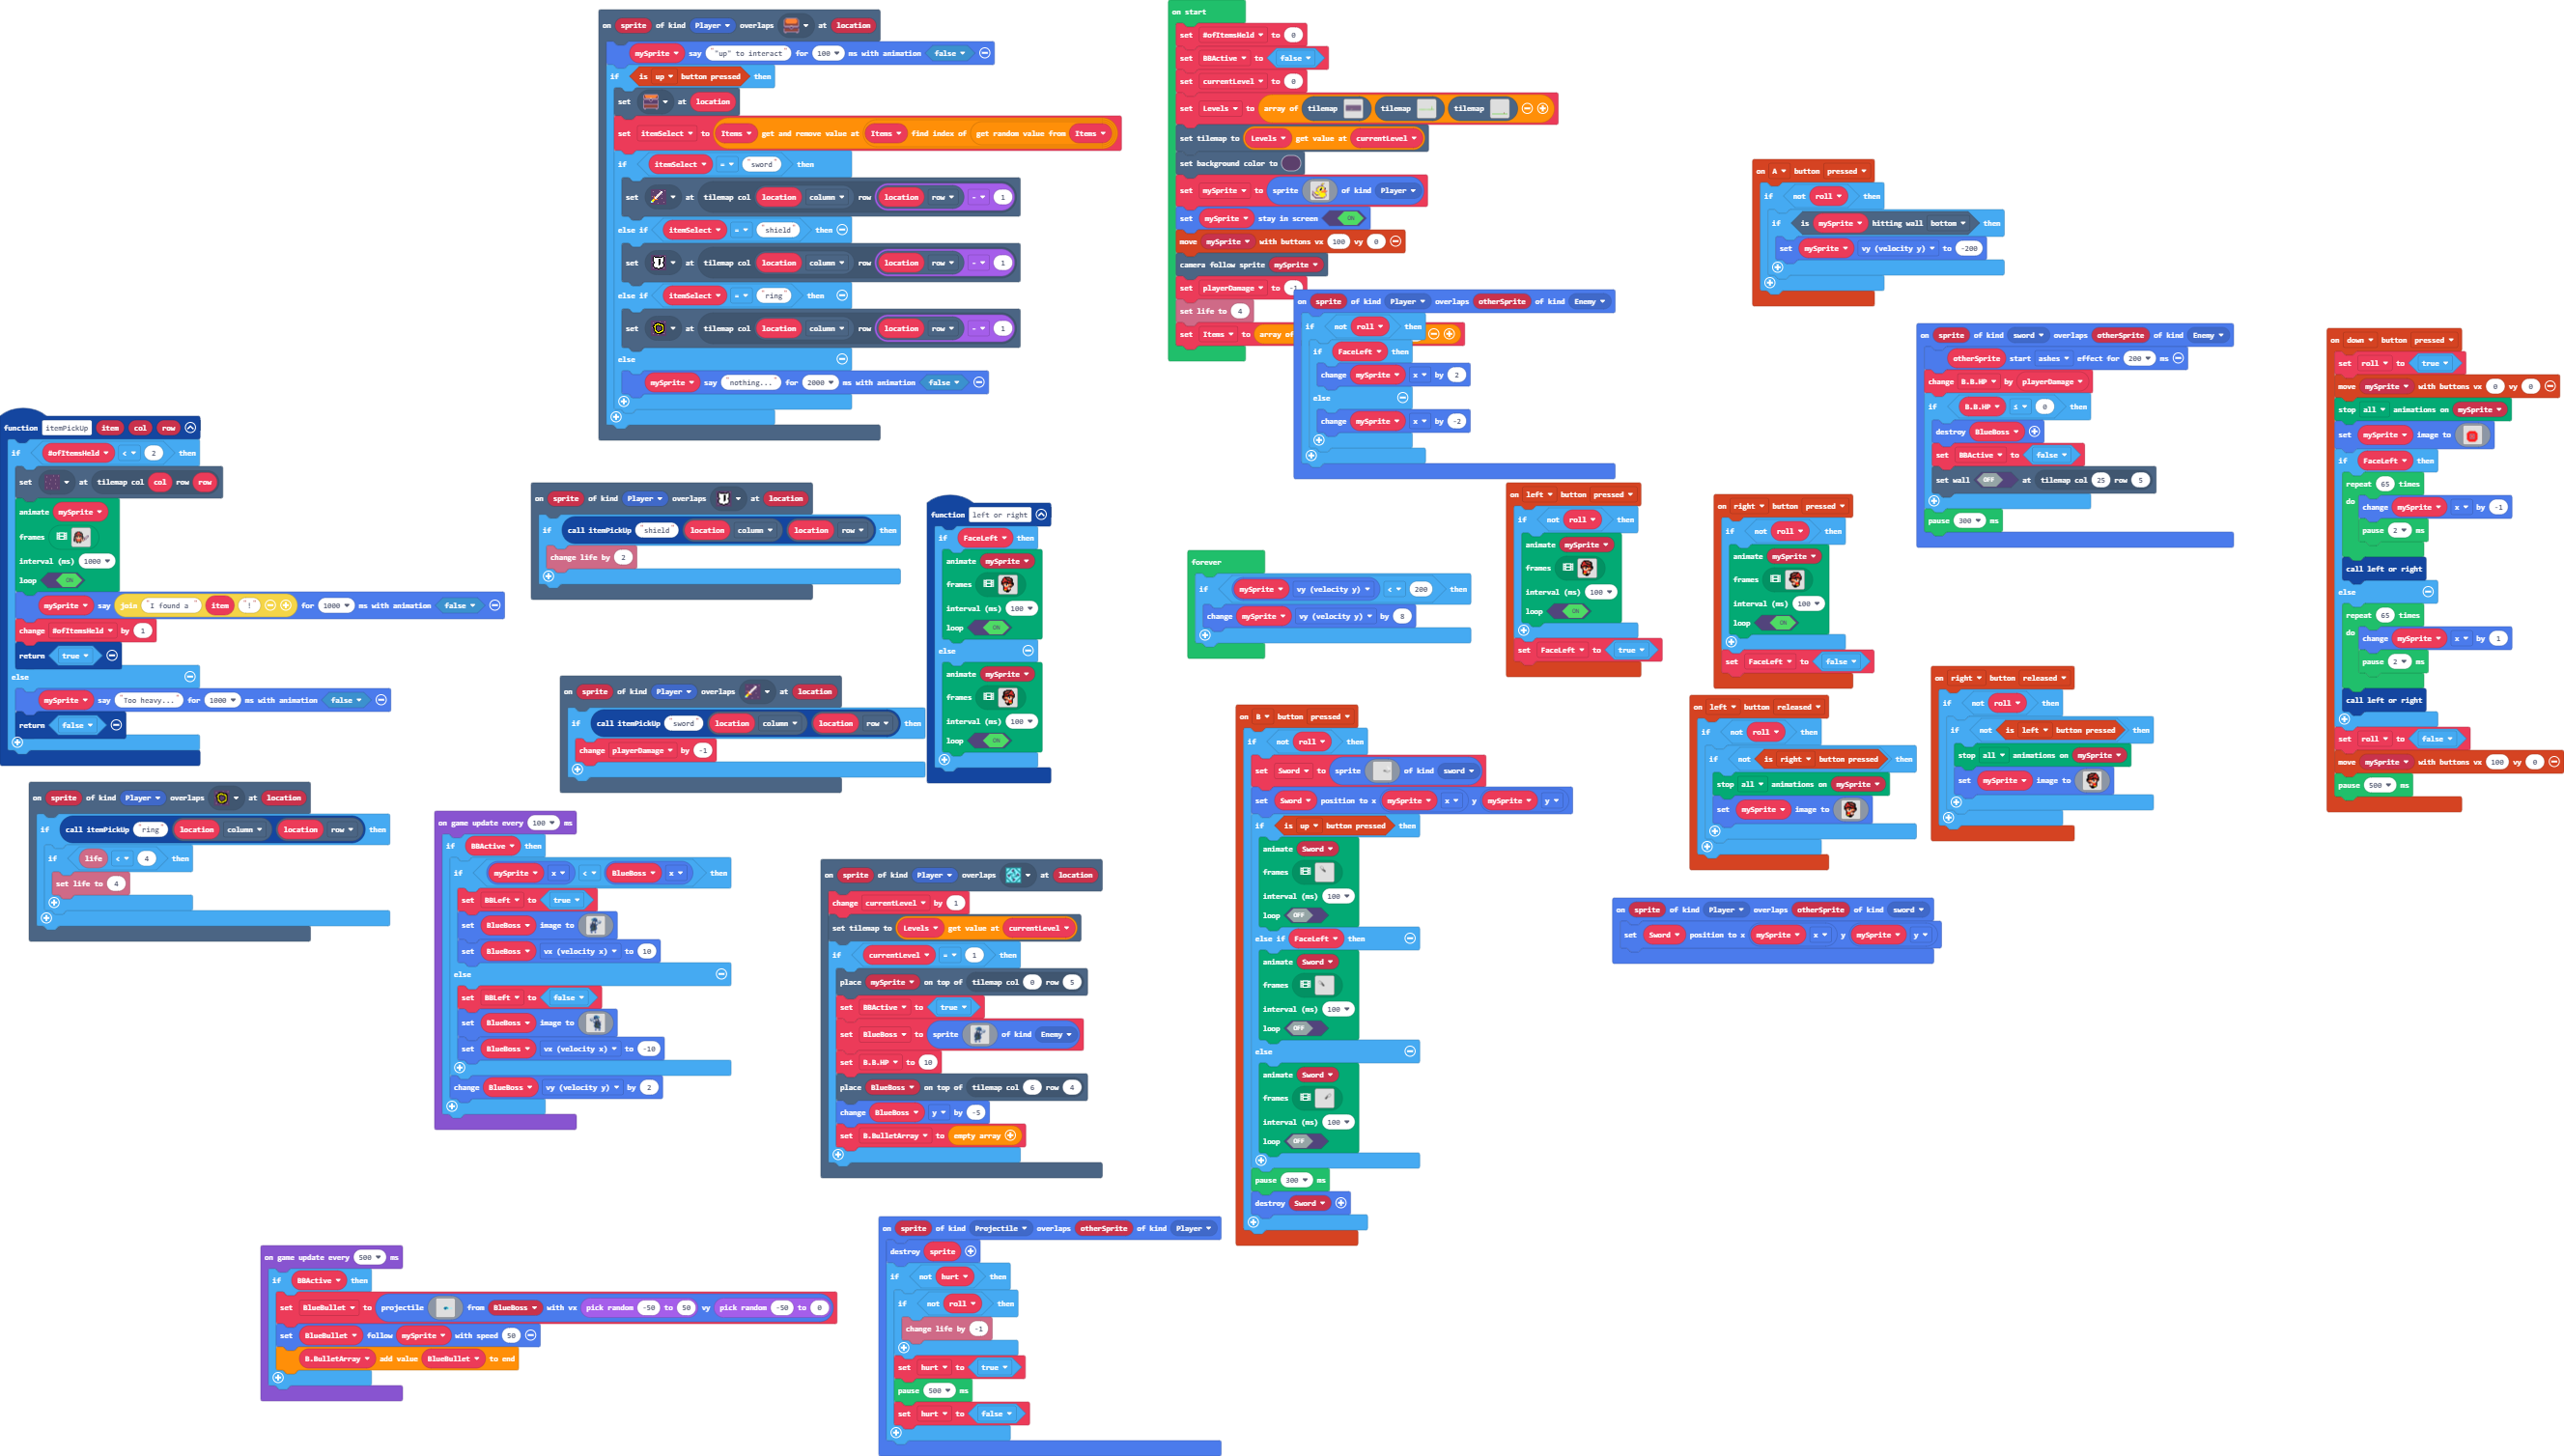 on sprite of kind Player overlaps at location
mySprite say ""up" to interact" for 100 ms with animation false
if is up button pressed then
set at location
set itemSelect to Items get and remove value at Items find index of get random value from Items
if itemSelect = "sword" then
set at tilemap col location column row location row - 1
else if itemSelect = "shield" then
set at tilemap col location column row location row - 1
else if itemSelect = "ring" then
set at tilemap col location column row location row - 1
else
mySprite say "nothing..." for 2000 ms with animation false
on start
set #ofItemsHeld to 0
set BBActive to false
set currentLevel to 0
set Levels to array of tilemap tilemap tilemap
set tilemap to Levels get value at currentLevel
set background color to
set mySprite to sprite of kind Player
set mySprite stay in screen ON
move mySprite with buttons vx 100 vy 0
camera follow sprite mySprite
set playerDamage to -1
set life to 4
set Items to array of
on sprite of kind Player overlaps otherSprite of kind Enemy
if not roll then
if FaceLeft then
change mySprite x by 2
else
change mySprite x by -2
on A button pressed
if not roll then
if is mySprite hitting wall bottom then
set mySprite vy (velocity y) to -200
on sprite of kind sword overlaps otherSprite of kind Enemy
otherSprite start ashes effect for 200 ms
change B.B.HP by playerDamage
if B.B.HP ≤ 0 then
destroy BlueBoss
set BBActive to false
set wall OFF at tilemap col 25 row 5
pause 300 ms
on down button pressed
set roll to true
move mySprite with buttons vx 0 vy 0
stop all animations on mySprite
set mySprite image to
if FaceLeft then
repeat 65 times
do change mySprite x by -1
pause 2 ms
call left or right
else
repeat 65 times
do change mySprite x by 1
pause 2 ms
call left or right
set roll to false
move mySprite with buttons vx 100 vy 0
pause 500 ms
function itemPickUp item col row
if #ofItemsHeld < 2 then
set at tilemap col col row row
animate mySprite
frames
interval (ms) 1000
loop ON
mySprite say join "I found a " item "!" for 1000 ms with animation false
change #ofItemsHeld by 1
return true
else
mySprite say "Too heavy..." for 1000 ms with animation false
return false
on sprite of kind Player overlaps at location
if call itemPickUp "shield" location column location row then
change life by 2
function left or right
if FaceLeft then
animate mySprite
frames
interval (ms) 100
loop ON
else
animate mySprite
frames
interval (ms) 100
loop ON
forever
if mySprite vy (velocity y) < 200 then
change mySprite vy (velocity y) by 8
on left button pressed
if not roll then
animate mySprite
frames
interval (ms) 100
loop ON
set FaceLeft to true
on right button pressed
if not roll then
animate mySprite
frames
interval (ms) 100
loop ON
set FaceLeft to false
on sprite of kind Player overlaps at location
if call itemPickUp "sword" location column location row then
change playerDamage by -1
on left button released
if not roll then
if not is right button pressed then
stop all animations on mySprite
set mySprite image to
on right button released
if not roll then
if not is left button pressed then
stop all animations on mySprite
set mySprite image to
on sprite of kind Player overlaps at location
if call itemPickUp "ring" location column location row then
if life < 4 then
set life to 4
on game update every 100 ms
if BBActive then
if mySprite x < BlueBoss x then
set BBLeft to true
set BlueBoss image to
set BlueBoss vx (velocity x) to 10
else
set BBLeft to false
set BlueBoss image to
set BlueBoss vx (velocity x) to -10
change BlueBoss vy (velocity y) by 2
on sprite of kind Player overlaps at location
change currentLevel by 1
set tilemap to Levels get value at currentLevel
if currentLevel = 1 then
place mySprite on top of tilemap col 0 row 5
set BBActive to true
set BlueBoss to sprite of kind Enemy
set B.B.HP to 10
place BlueBoss on top of tilemap col 6 row 4
change BlueBoss y by -5
set B.BulletArray to empty array
on B button pressed
if not roll then
set Sword to sprite of kind sword
set Sword position to x mySprite x y mySprite y
if is up button pressed then
animate Sword
frames
interval (ms) 100
loop OFF
else if FaceLeft then
animate Sword
frames
interval (ms) 100
loop OFF
else
animate Sword
frames
interval (ms) 100
loop OFF
pause 300 ms
destroy Sword
on sprite of kind Player overlaps otherSprite of kind sword
set Sword position to x mySprite x y mySprite y
on game update every 500 ms
if BBActive then
set BlueBullet to projectile from BlueBoss with vx pick random -50 to 50 vy pick random -50 to 0
set BlueBullet follow mySprite with speed 50
B.BulletArray add value BlueBullet to end
on sprite of kind Projectile overlaps otherSprite of kind Player
destroy sprite
if not hurt then
if not roll then
change life by -1
set hurt to true
pause 500 ms
set hurt to false